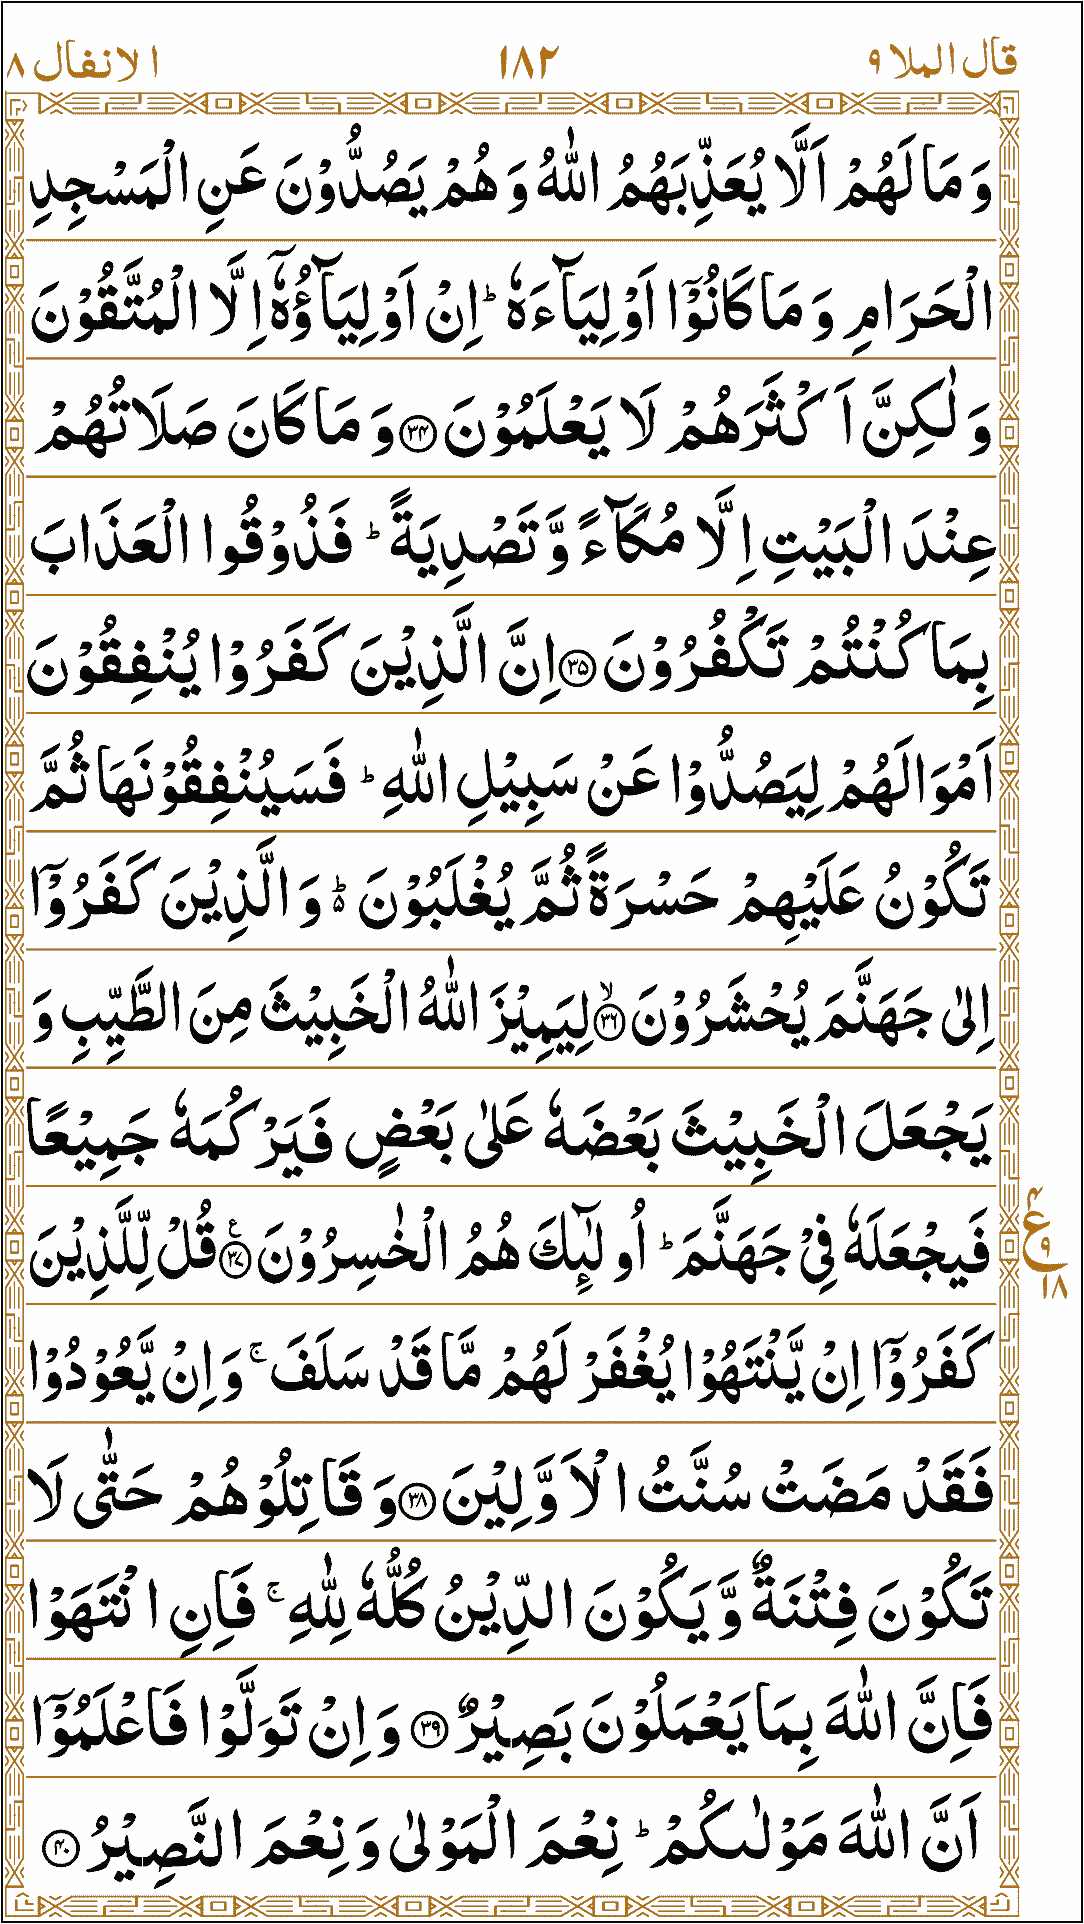 قال الملا ٩ ١٨٢ الانفال ٨
وَمَا لَهُمْ اَلَّا يُعَذِّبَهُمُ اللّٰهُ وَهُمْ يَصُدُّوْنَ عَنِ الْمَسْجِدِ
الْحَرَامِ وَمَا كَانُوْۤا اَوْلِيَآءَهٗ ؕ اِنْ اَوْلِيَآؤُهٗۤ اِلَّا الْمُتَّقُوْنَ
وَلٰكِنَّ اَكْثَرَهُمْ لَا يَعْلَمُوْنَ ﴿۳۴﴾ وَمَا كَانَ صَلَاتُهُمْ
عِنْدَ الْبَيْتِ اِلَّا مُكَآءً وَّتَصْدِيَةً ؕ فَذُوْقُوا الْعَذَابَ
بِمَا كُنْتُمْ تَكْفُرُوْنَ ﴿۳۵﴾ اِنَّ الَّذِيْنَ كَفَرُوْا يُنْفِقُوْنَ
اَمْوَالَهُمْ لِيَصُدُّوْا عَنْ سَبِيْلِ اللّٰهِ ؕ فَسَيُنْفِقُوْنَهَا ثُمَّ
تَكُوْنُ عَلَيْهِمْ حَسْرَةً ثُمَّ يُغْلَبُوْنَ ؕ۵ وَالَّذِيْنَ كَفَرُوْۤا
اِلٰى جَهَنَّمَ يُحْشَرُوْنَ ﴿ۙ۳۶﴾ لِيَمِيْزَ اللّٰهُ الْخَبِيْثَ مِنَ الطَّيِّبِ وَ
يَجْعَلَ الْخَبِيْثَ بَعْضَهٗ عَلٰى بَعْضٍ فَيَرْكُمَهٗ جَمِيْعًا
فَيَجْعَلَهٗ فِيْ جَهَنَّمَ ؕ اُولٰٓئِكَ هُمُ الْخٰسِرُوْنَ ﴿۳۷﴾ ع قُلْ لِّلَّذِيْنَ
ع ٩ ١٨
كَفَرُوْۤا اِنْ يَّنْتَهُوْا يُغْفَرْ لَهُمْ مَّا قَدْ سَلَفَ ۚ وَاِنْ يَّعُوْدُوْا
فَقَدْ مَضَتْ سُنَّتُ الْاَوَّلِيْنَ ﴿۳۸﴾ وَقَاتِلُوْهُمْ حَتّٰى لَا
تَكُوْنَ فِتْنَةٌ وَّيَكُوْنَ الدِّيْنُ كُلُّهٗ لِلّٰهِ ۚ فَاِنِ انْتَهَوْا
فَاِنَّ اللّٰهَ بِمَا يَعْمَلُوْنَ بَصِيْرٌ ﴿۳۹﴾ وَاِنْ تَوَلَّوْا فَاعْلَمُوْۤا
اَنَّ اللّٰهَ مَوْلٰىكُمْ ؕ نِعْمَ الْمَوْلٰى وَنِعْمَ النَّصِيْرُ ﴿۴۰﴾